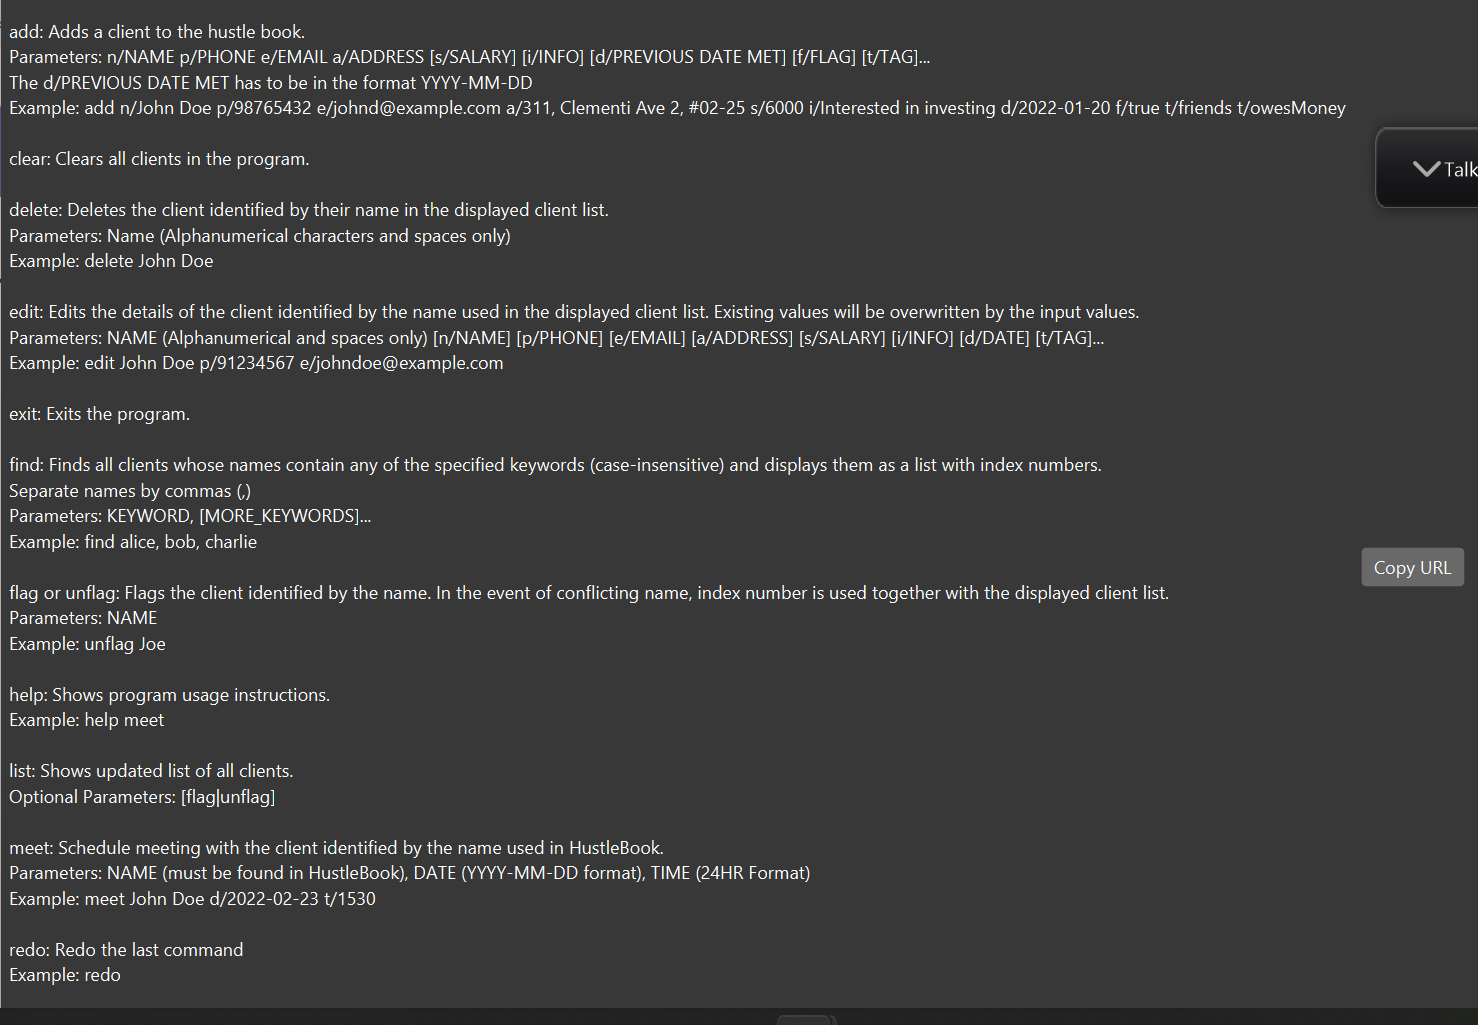 add: Adds a client to the hustle book.
Parameters: n/NAME p/PHONE e/EMAIL a/ADDRESS [s/SALARY] [i/INFO] [d/PREVIOUS DATE MET] [f/FLAG] [t/TAG]...
The d/PREVIOUS DATE MET has to be in the format YYYY-MM-DD
Example: add n/John Doe p/98765432 e/johnd@example.com a/311, Clementi Ave 2, #02-25 s/6000 i/Interested in investing d/2022-01-20 f/true t/friends t/owesMoney
clear: Clears all clients in the program.
Talk
delete: Deletes the client identified by their name in the displayed client list.
Parameters: Name (Alphanumerical characters and spaces only)
Example: delete John Doe
edit: Edits the details of the client identified by the name used in the displayed client list. Existing values will be overwritten by the input values.
Parameters: NAME (Alphanumerical and spaces only) [n/NAME] [p/PHONE] [e/EMAIL] [a/ADDRESS] [s/SALARY] [i/INFO] [d/DATE] [t/TAG]...
Example: edit John Doe p/91234567 e/johndoe@example.com
exit: Exits the program.
find: Finds all clients whose names contain any of the specified keywords (case-insensitive) and displays them as a list with index numbers.
Separate names by commas (,)
Parameters: KEYWORD, [MORE_KEYWORDS]...
Example: find alice, bob, charlie
Copy URL
flag or unflag: Flags the client identified by the name. In the event of conflicting name, index number is used together with the displayed client list.
Parameters: NAME
Example: unflag Joe
help: Shows program usage instructions.
Example: help meet
list: Shows updated list of all clients.
Optional Parameters: [flag|unflag]
meet: Schedule meeting with the client identified by the name used in HustleBook.
Parameters: NAME (must be found in HustleBook), DATE (YYYY-MM-DD format), TIME (24HR Format)
Example: meet John Doe d/2022-02-23 t/1530
redo: Redo the last command
Example: redo